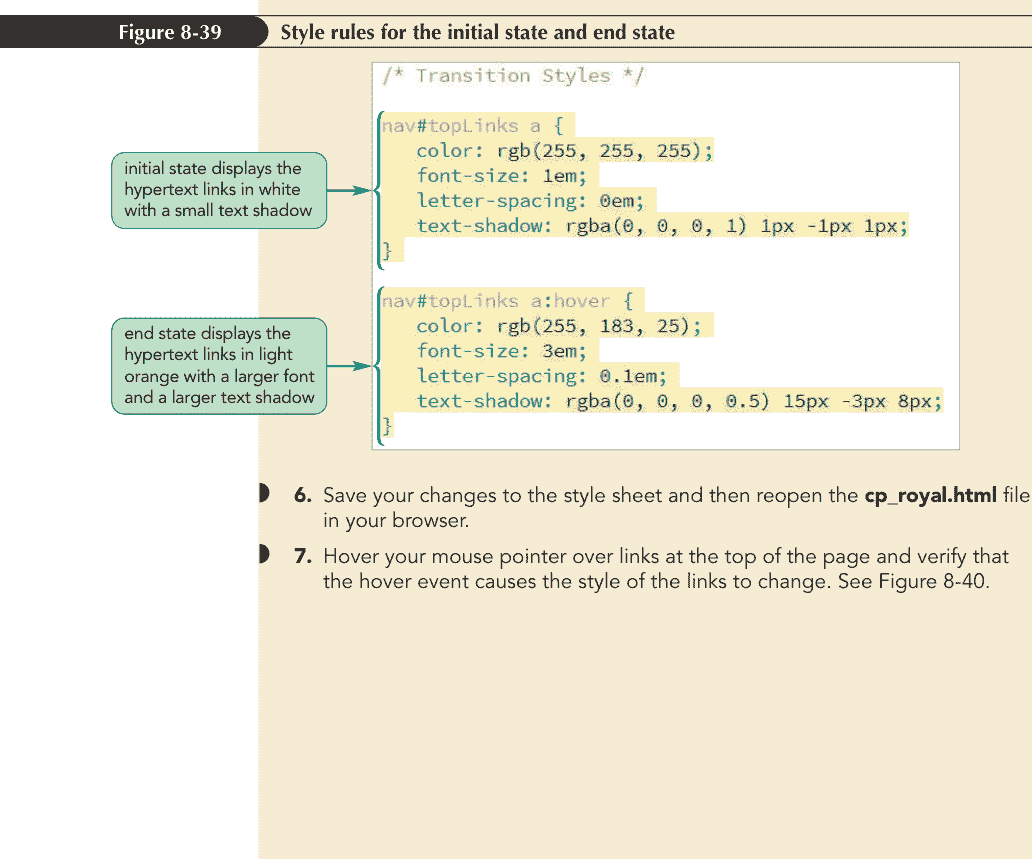 Figure 8-39 Style rules for the initial state and end state
/* Transition Styles */
nav#topLinks a {
color: rgb(255, 255, 255);
font-size: 1em;
letter-spacing: 0em;
text-shadow: rgba(0, 0, 0, 1) 1px -1px 1px;
}
initial state displays the
hypertext links in white
with a small text shadow
nav#topLinks a:hover {
color: rgb(255, 183, 25);
font-size: 3em;
letter-spacing: 0.1em;
text-shadow: rgba(0, 0, 0, 0.5) 15px -3px 8px;
}
end state displays the
hypertext links in light
orange with a larger font
and a larger text shadow
6. Save your changes to the style sheet and then reopen the cp_royal.html file
in your browser.
7. Hover your mouse pointer over links at the top of the page and verify that
the hover event causes the style of the links to change. See Figure 8-40.